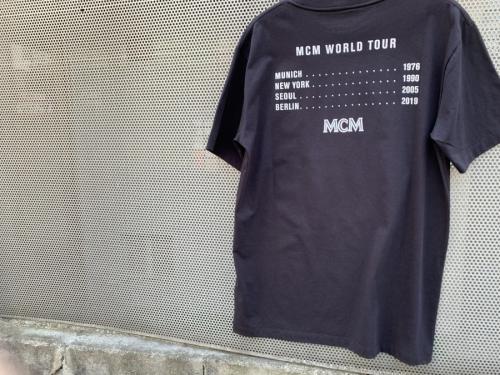 MCM WORLD TOUR
MUNICH . . . . . . . . . . . . . . 1976
NEW YORK . . . . . . . . . . . . . 1990
SEOUL . . . . . . . . . . . . . . . 2005
BERLIN. . . . . . . . . . . . . . . 2019
MCM